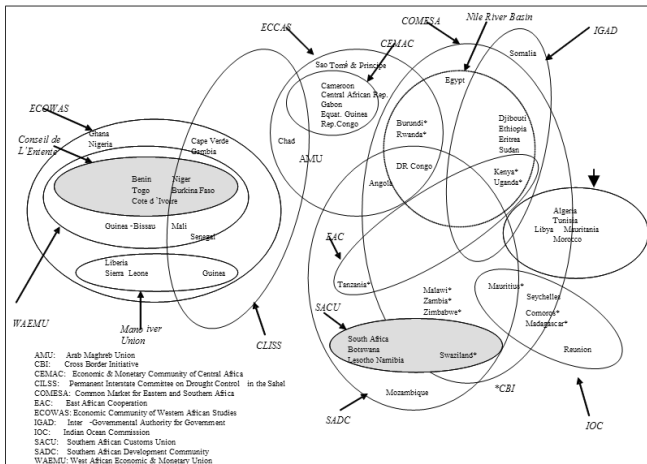 ECCAS
COMESA
Nile River Basin
IGAD
CEMAC
Sao Tomé & Principe
Somalia
Egypt
ECOWAS
Cameroon
Central African Rep.
Gabon
Equat. Guinea
Rep.Congo
Ghana
Nigeria
Conseil de
L'Entente
Cape Verde
Gambia
Chad
AMU
Burundi*
Rwanda*
Djibouti
Ethiopia
Eritrea
Sudan
DR Congo
Angola
Kenya*
Uganda*
Benin Niger
Togo Burkina Faso
Cote d 'Ivoire
Guinea -Bissau Mali
Senegal
Algeria
Tunisia
Libya Mauritania
Morocco
EAC
Liberia
Sierra Leone Guinea
Tanzania*
Malawi*
Zambia*
Zimbabwe*
Mauritius*
Seychelles
Comoros*
Madagascar*
Reunion
WAEMU
Mano iver
Union
CLISS
SACU
South Africa
Botswana
Lesotho Namibia
Swaziland*
Mozambique
*CBI
SADC
IOC
AMU: Arab Maghreb Union
CBI: Cross Border Initiative
CEMAC: Economic & Monetary Community of Central Africa
CILSS: Permanent Interstate Committee on Drought Control in the Sahel
COMESA: Common Market for Eastern and Southern Africa
EAC: East African Cooperation
ECOWAS: Economic Community of Western African Studies
IGAD: Inter -Governmental Authority for Government
IOC: Indian Ocean Commission
SACU: Southern African Customs Union
SADC: Southern African Development Community
WAEMU: West African Economic & Monetary Union